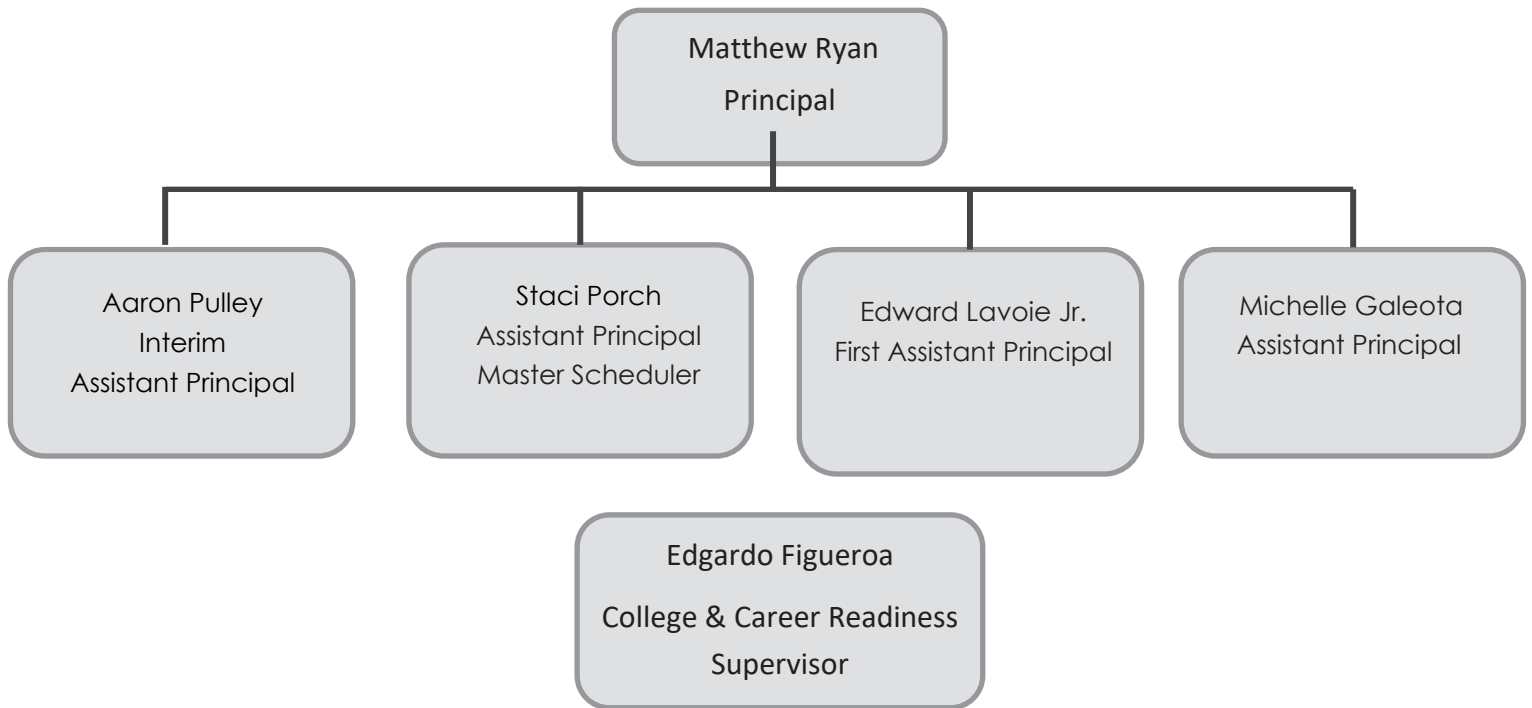 Matthew Ryan
Principal
Aaron Pulley
Interim
Assistant Principal
Staci Porch
Assistant Principal
Master Scheduler
Edward Lavoie Jr.
First Assistant Principal
Michelle Galeota
Assistant Principal
Edgardo Figueroa
College & Career Readiness
Supervisor